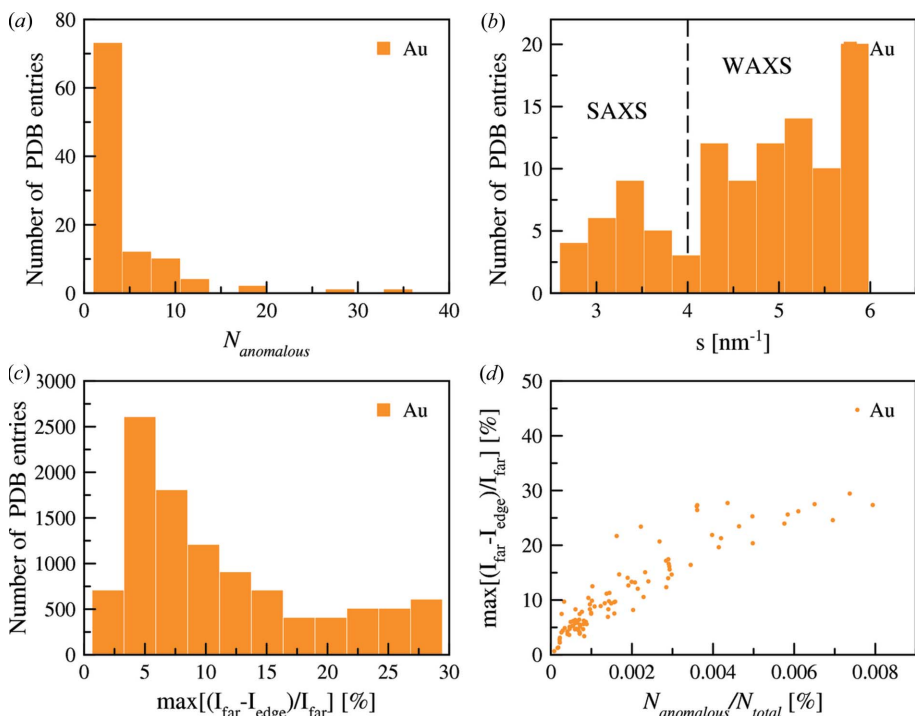 (a)
80
60
40
20
0
0 10 20 30 40
Number of PDB entries
N_anomalous
Au
(b)
20
15
10
5
0
3 4 5 6
Number of PDB entries
s [nm⁻¹]
SAXS
WAXS
Au
(c)
3000
2500
2000
1500
1000
500
0
5 10 15 20 25 30
Number of PDB entries
max[(I_far-I_edge)/I_far] [%]
Au
(d)
50
40
30
20
10
0
0 0.002 0.004 0.006 0.008
max[(I_far-I_edge)/I_far] [%]
N_anomalous/N_total [%]
Au